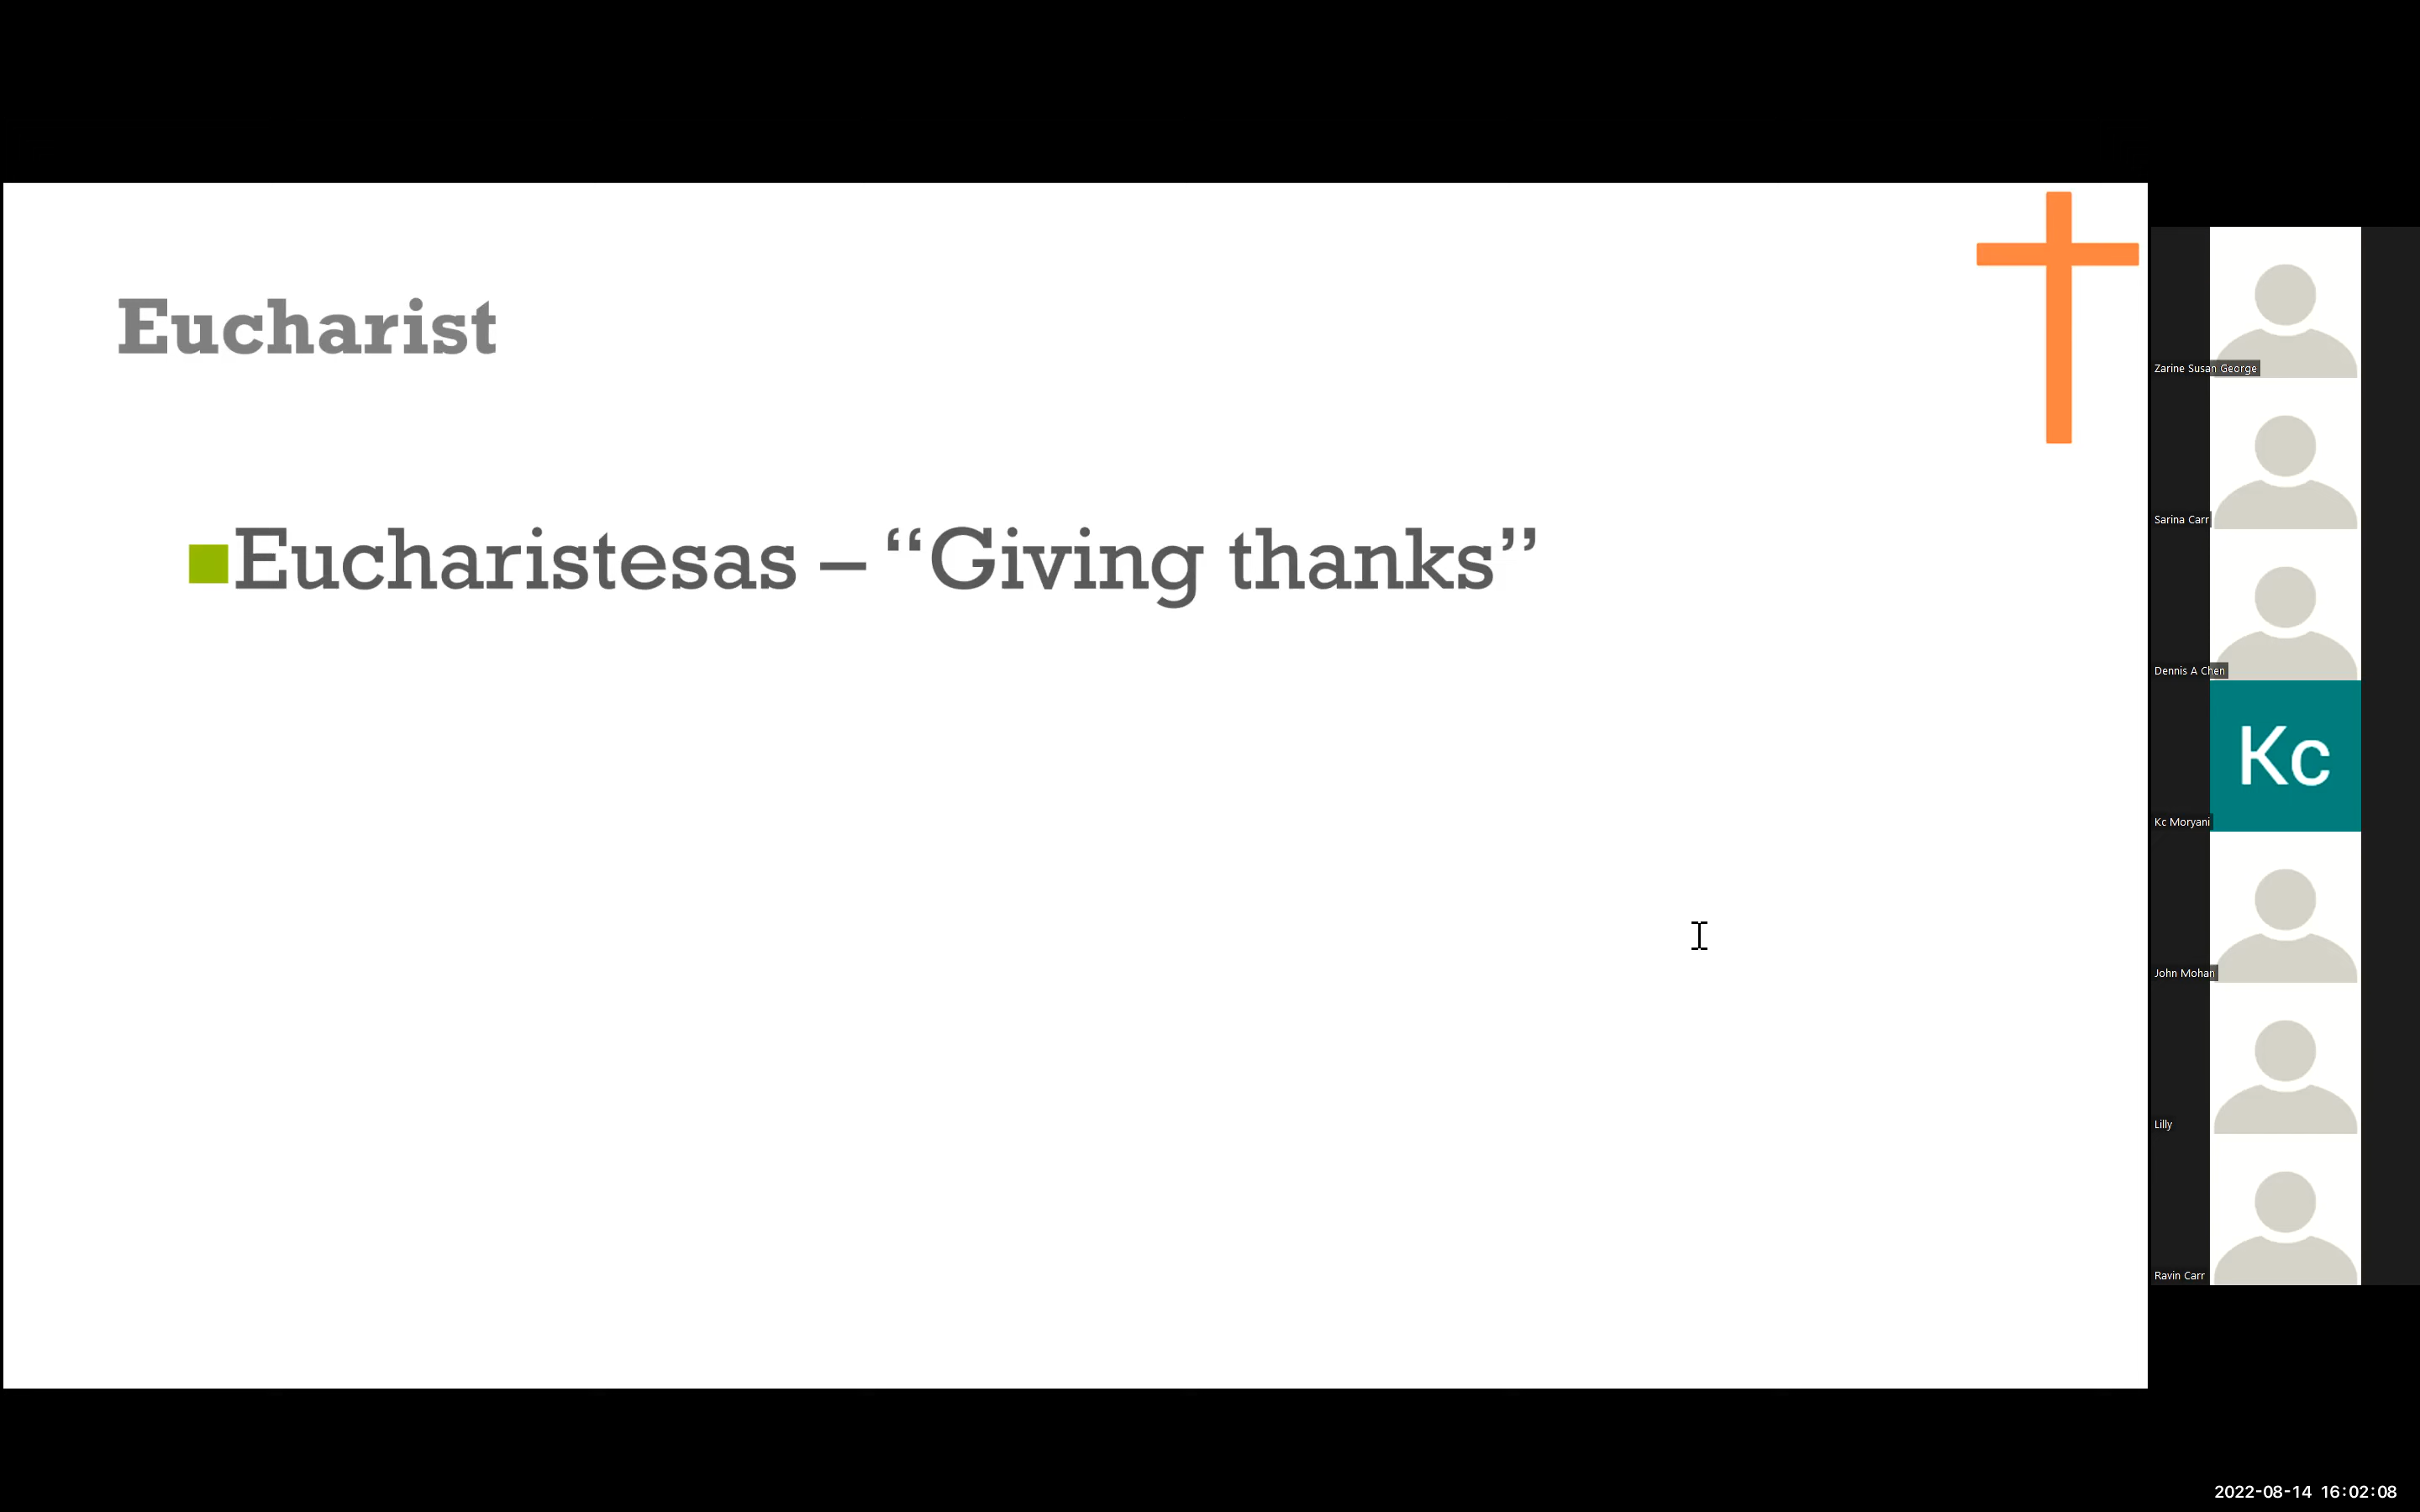 Eucharist
Eucharistesas – “Giving thanks”
Zarine Susan George
Sarina Carr
Dennis A Chen
Kc
Kc Moryani
John Mohan
Lilly
Ravin Carr
2022-08-14 16:02:08